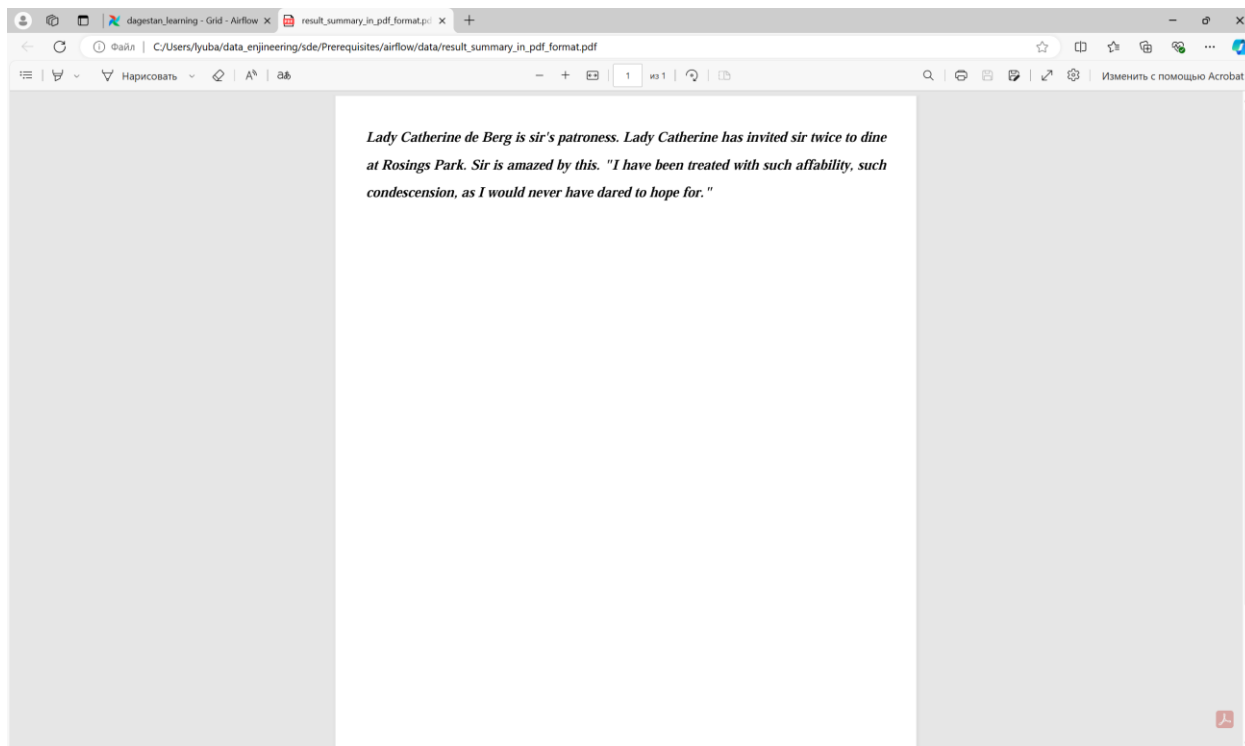 dagestan_learning - Grid - Airflow
result_summary_in_pdf_format.pd
Файл | C:/Users/lyuba/data_enjineering/sde/Prerequisites/airflow/data/result_summary_in_pdf_format.pdf
Нарисовать
аあ
1 из 1
Изменить с помощью Acrobat
Lady Catherine de Berg is sir's patroness. Lady Catherine has invited sir twice to dine
at Rosings Park. Sir is amazed by this. "I have been treated with such affability, such
condescension, as I would never have dared to hope for."